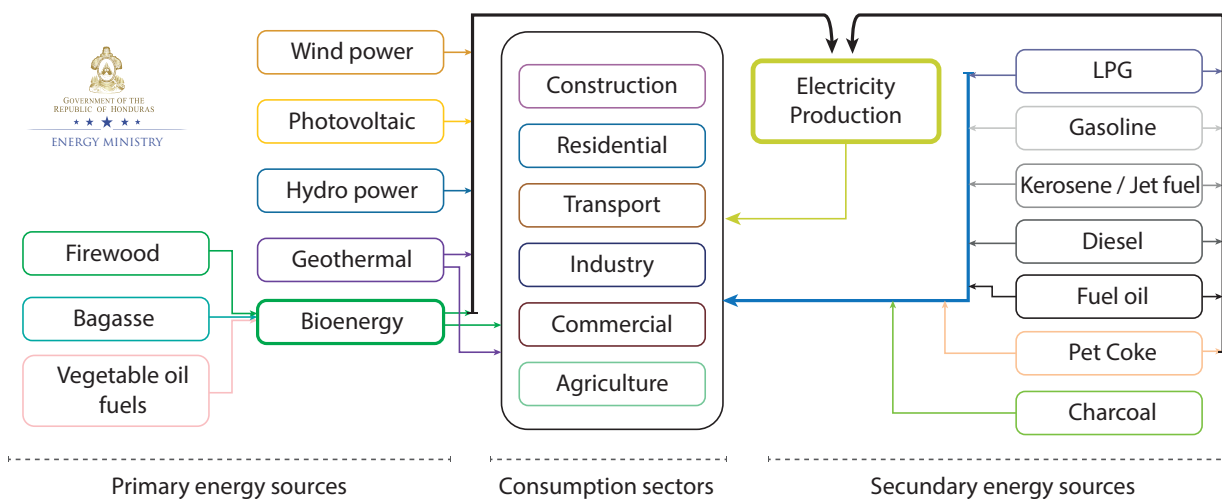 GOVERNMENT OF THE
REPUBLIC OF HONDURAS
ENERGY MINISTRY
Wind power
Photovoltaic
Hydro power
Geothermal
Firewood
Bagasse
Vegetable oil
fuels
Bioenergy
Construction
Residential
Transport
Industry
Commercial
Agriculture
Electricity
Production
LPG
Gasoline
Kerosene / Jet fuel
Diesel
Fuel oil
Pet Coke
Charcoal
Primary energy sources
Consumption sectors
Secundary energy sources